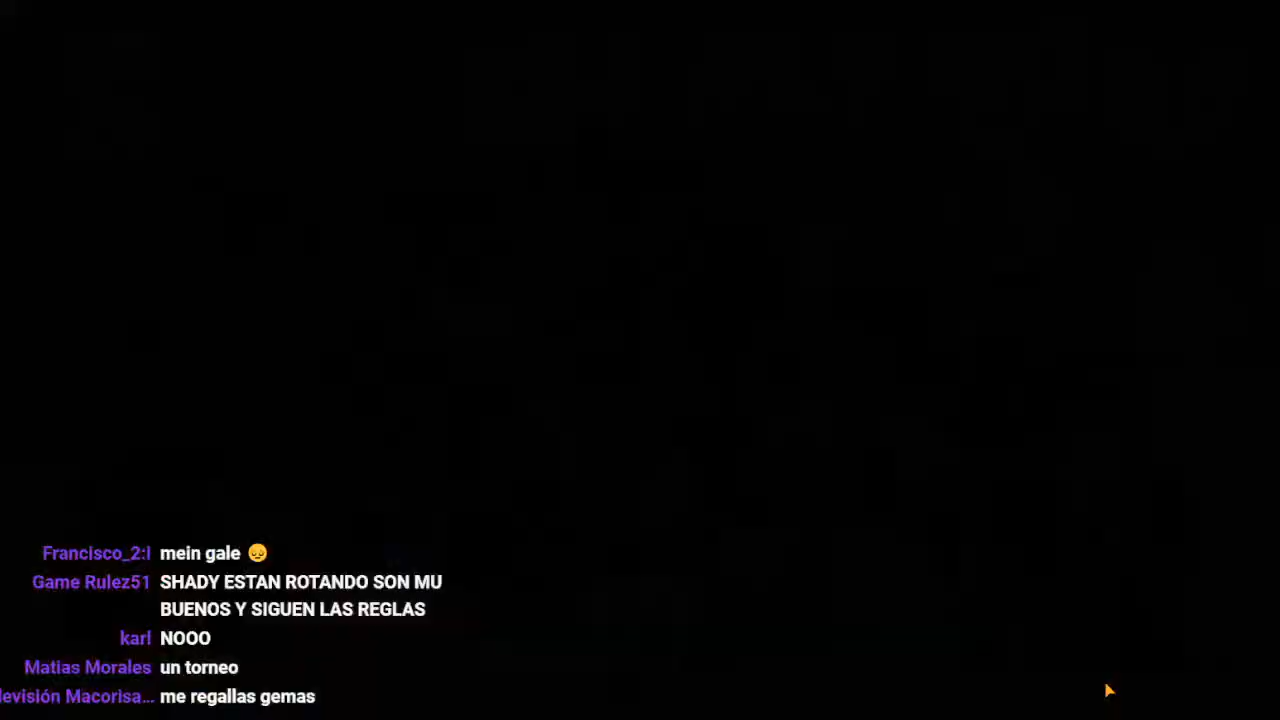 Francisco_2:l mein gale 😔
Game Rulez51 SHADY ESTAN ROTANDO SON MU
BUENOS Y SIGUEN LAS REGLAS
karl NOOO
Matias Morales un torneo
levisión Macorisa... me regallas gemas